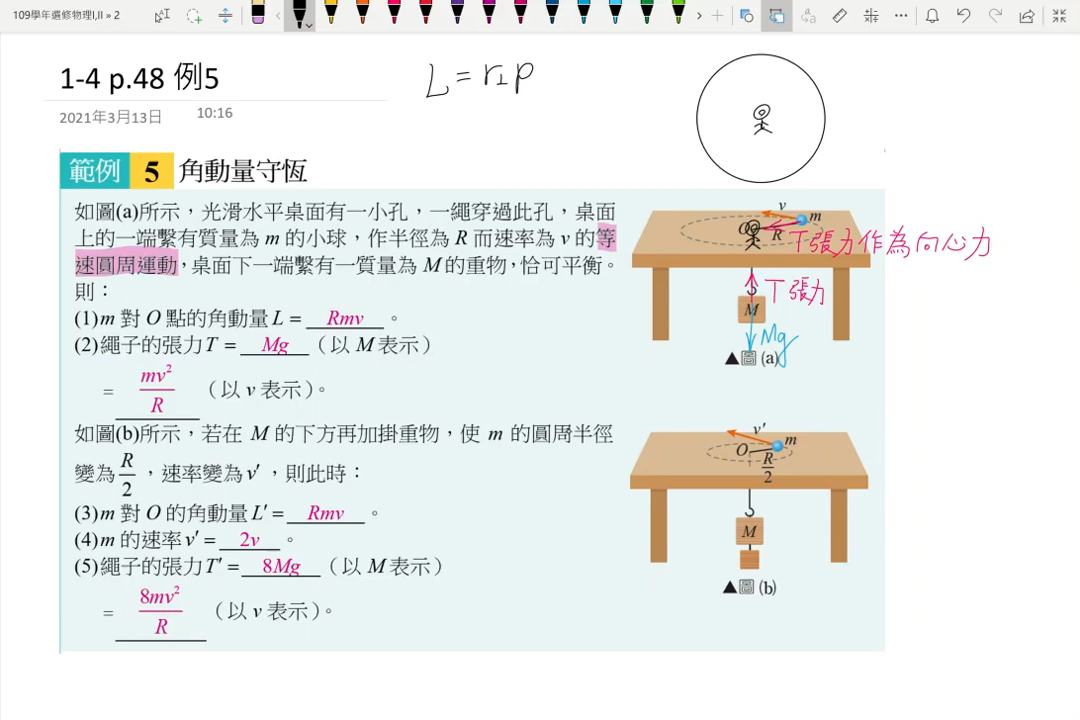 109學年選修物理I,II » 2
1-4 p.48 例5
2021年3月13日 10:16
L = r⊥p
範例 5 角動量守恆
如圖(a)所示，光滑水平桌面有一小孔，一繩穿過此孔，桌面
上的一端繫有質量為 m 的小球，作半徑為 R 而速率為 v 的等
速圓周運動，桌面下一端繫有一質量為 M 的重物，恰可平衡。
則：
(1) m 對 O 點的角動量 L = Rmv 。
(2) 繩子的張力 T = Mg （以 M 表示）
= mv²/R （以 v 表示）。
如圖(b)所示，若在 M 的下方再加掛重物，使 m 的圓周半徑
變為 R/2，速率變為 v′，則此時：
(3) m 對 O 的角動量 L′ = Rmv 。
(4) m 的速率 v′ = 2v 。
(5) 繩子的張力 T′ = 8Mg （以 M 表示）
= 8mv²/R （以 v 表示）。
v
m
O
R
T張力作為向心力
T 張力
M
Mg
▲圖(a)
v′
m
O
R/2
M
▲圖(b)